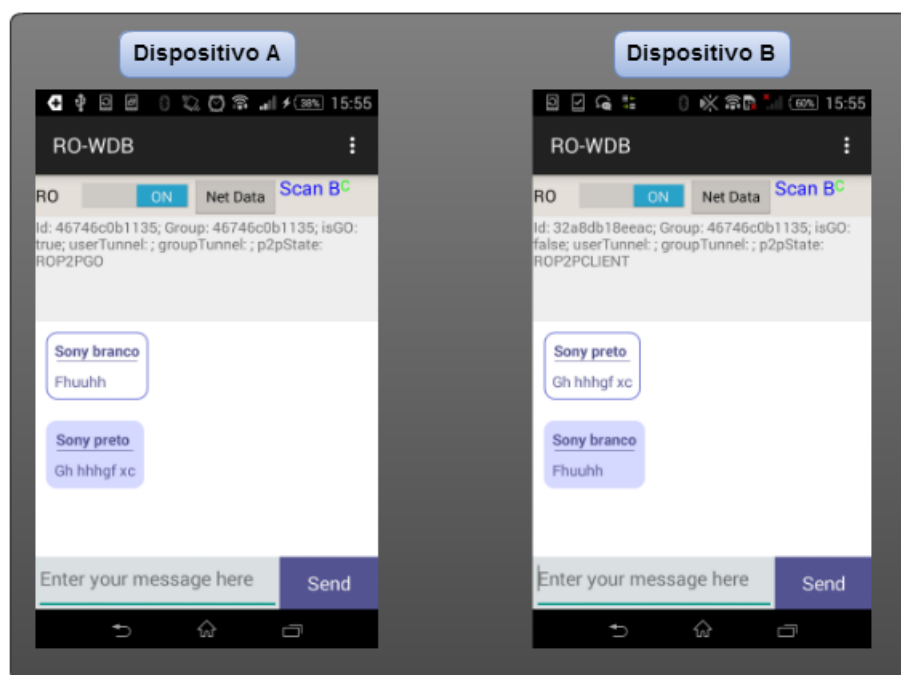 Dispositivo A
38% 15:55
RO-WDB
RO ON Net Data Scan B C
Id: 46746c0b1135; Group: 46746c0b1135; isGO:
true; userTunnel: ; groupTunnel: ; p2pState:
ROP2PGO
Sony branco
Fhuuhh
Sony preto
Gh hhhgf xc
Enter your message here Send
Dispositivo B
60% 15:55
RO-WDB
RO ON Net Data Scan B C
Id: 32a8db18eeac; Group: 46746c0b1135; isGO:
false; userTunnel: ; groupTunnel: ; p2pState:
ROP2PCLIENT
Sony preto
Gh hhhgf xc
Sony branco
Fhuuhh
Enter your message here Send